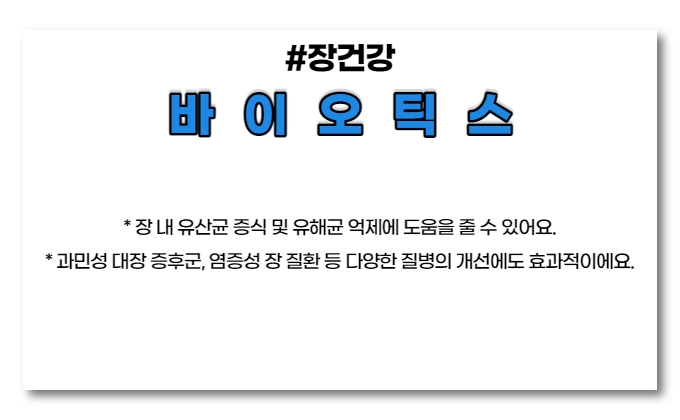 #장건강
바 이 오 틱 스
* 장 내 유산균 증식 및 유해균 억제에 도움을 줄 수 있어요.
* 과민성 대장 증후군, 염증성 장 질환 등 다양한 질병의 개선에도 효과적이에요.